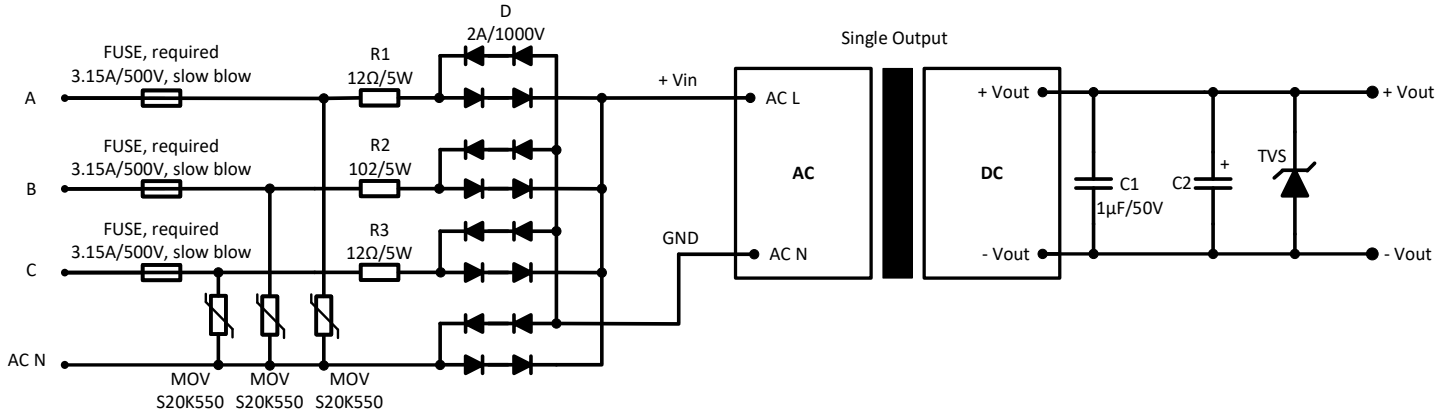 D
2A/1000V
FUSE, required
3.15A/500V, slow blow
R1
12Ω/5W
Single Output
A
+ Vin
AC L
+ Vout
+ Vout
FUSE, required
3.15A/500V, slow blow
R2
102/5W
B
AC
DC
C1
1µF/50V
C2
+
TVS
FUSE, required
3.15A/500V, slow blow
R3
12Ω/5W
C
GND
AC N
- Vout
- Vout
AC N
MOV
S20K550
MOV
S20K550
MOV
S20K550